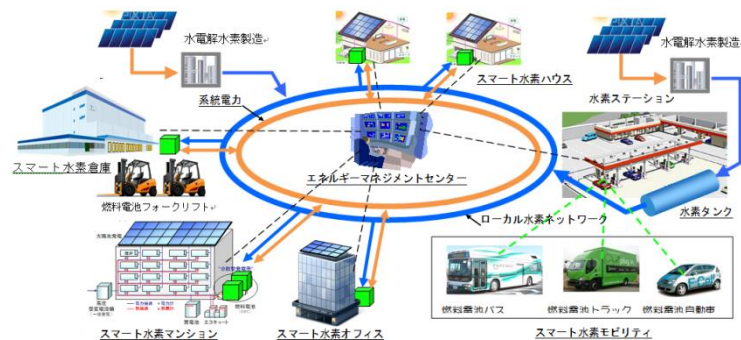 水電解水素製造
水電解水素製造
スマート水素ハウス
系統電力
水素ステーション
エネルギーマネジメントセンター
スマート水素倉庫
燃料電池フォークリフト
水素タンク
ローカル水素ネットワーク
燃料電池
燃料電池バス
燃料電池トラック
燃料電池自動車
スマート水素マンション
スマート水素オフィス
スマート水素モビリティ